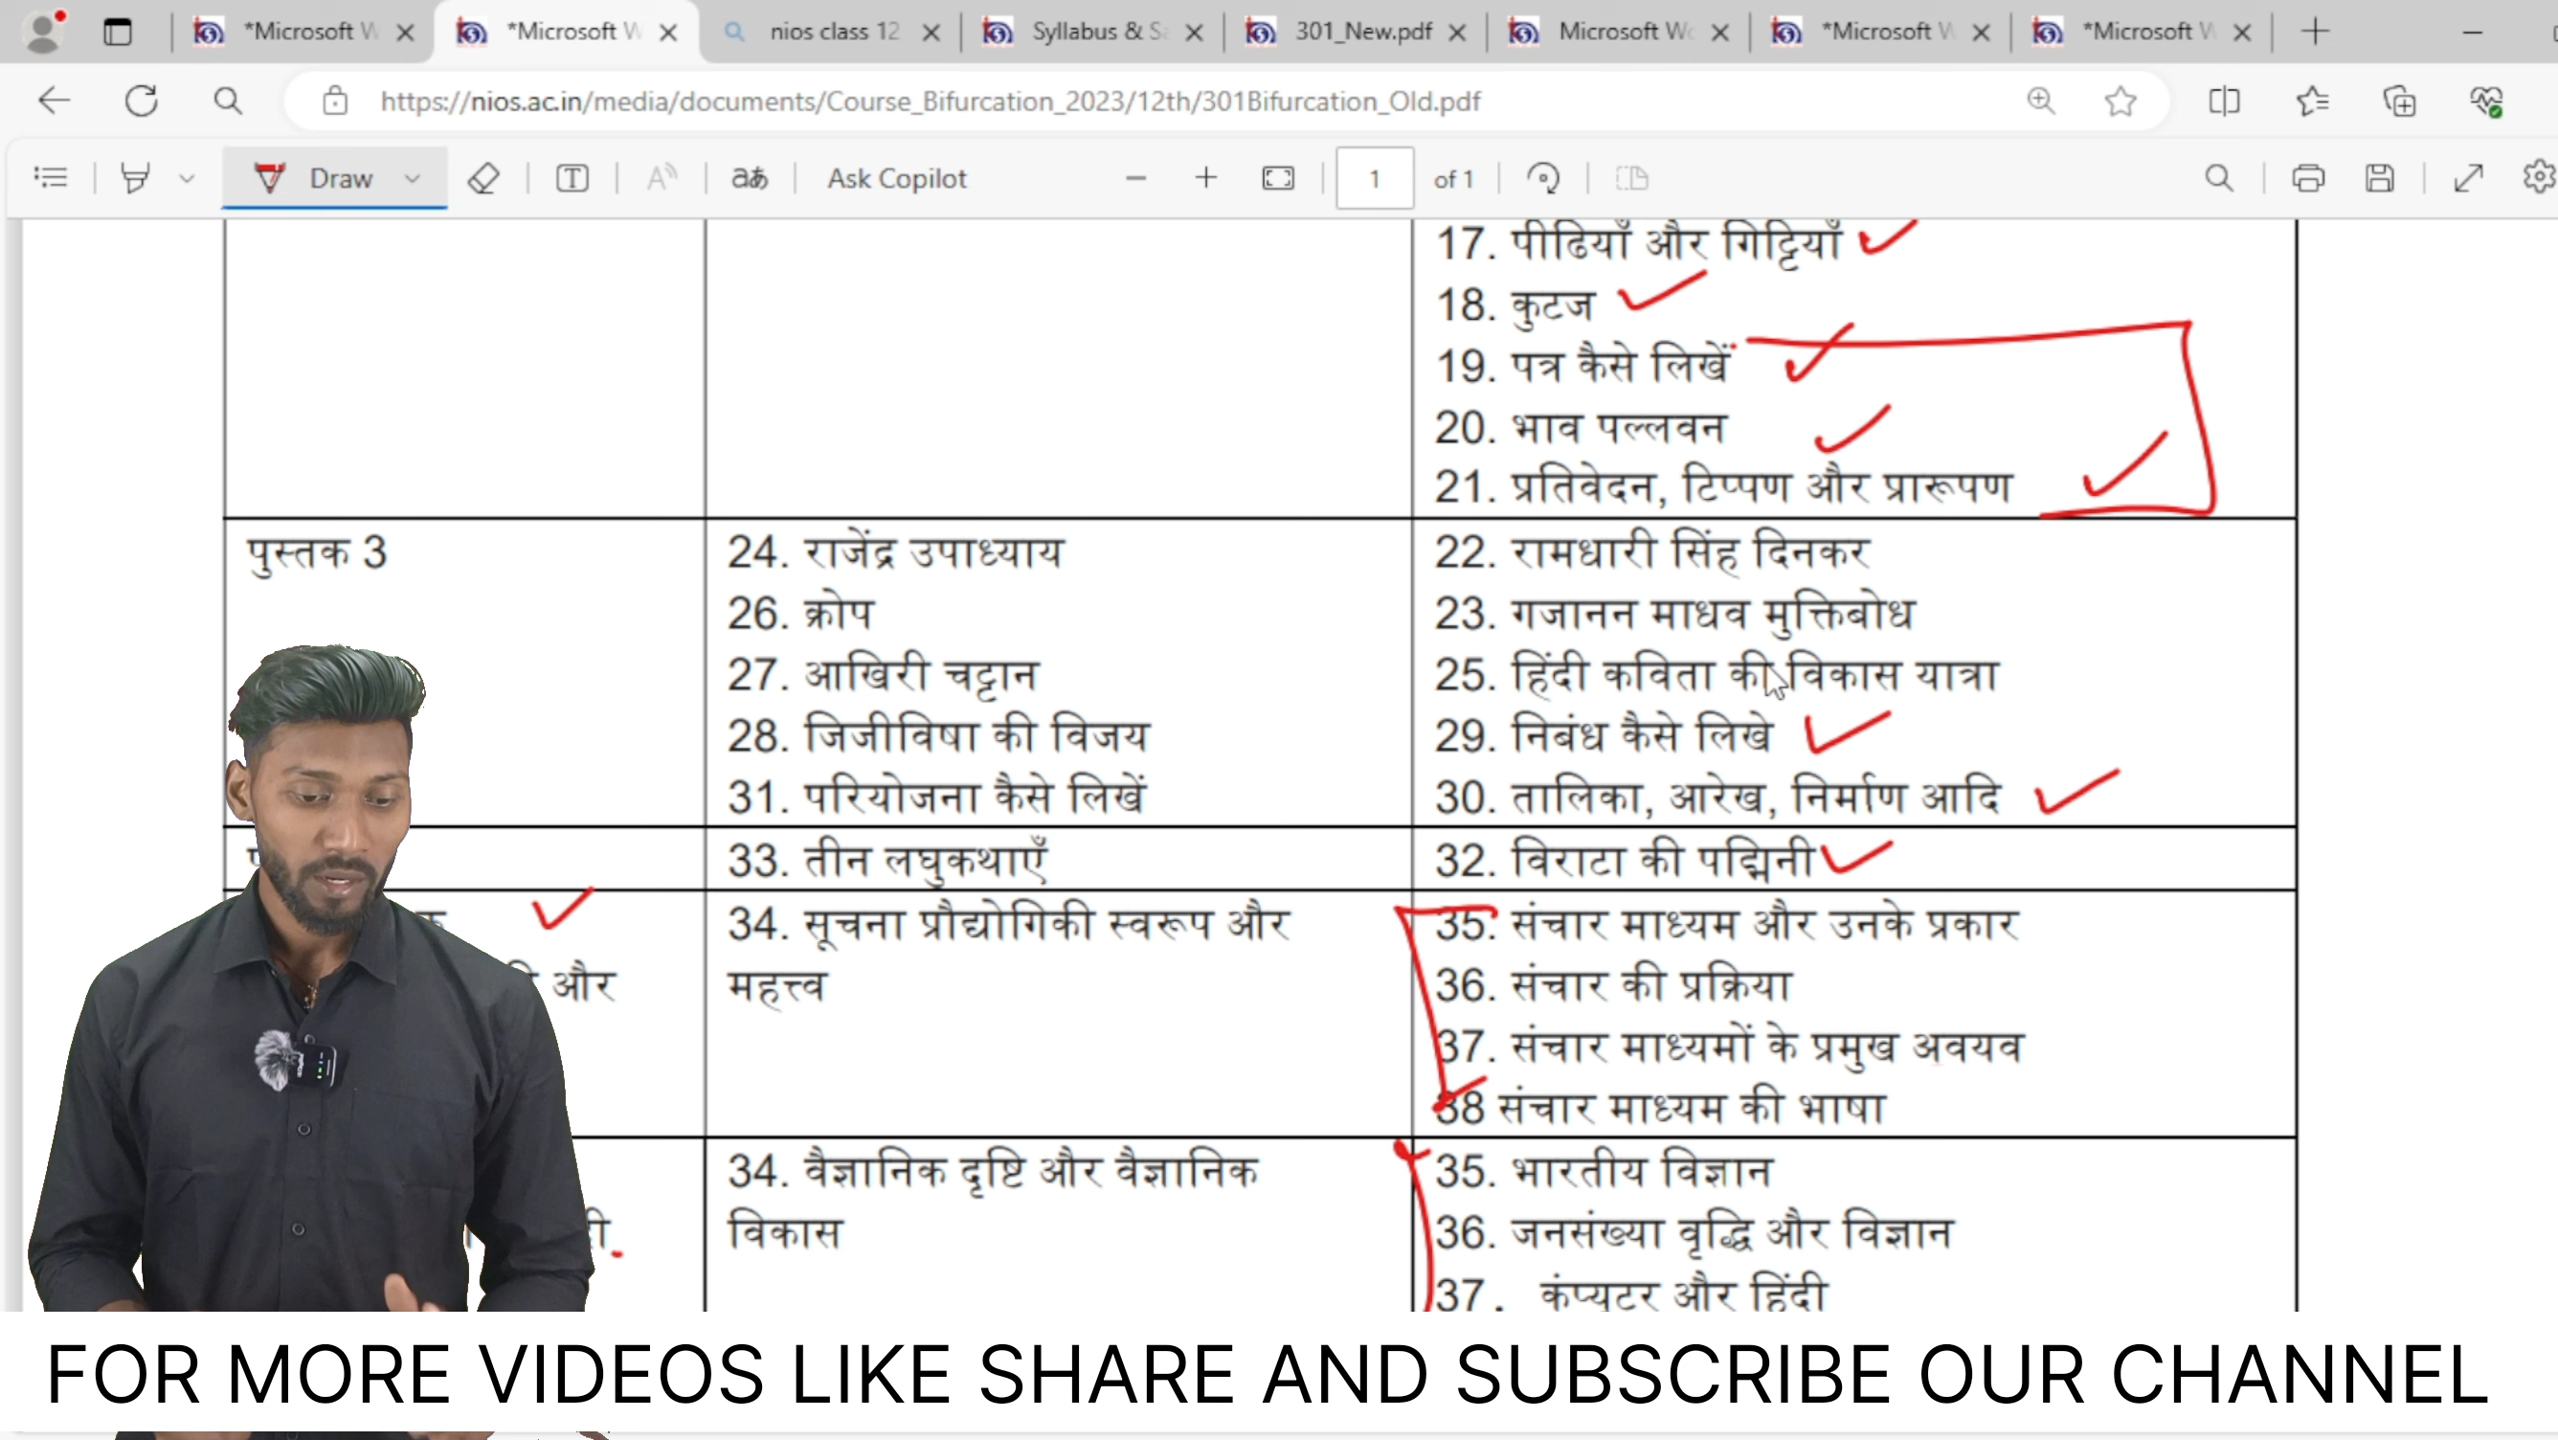 *Microsoft W
*Microsoft W
nios class 12
Syllabus & Sa
301_New.pdf
Microsoft Wo
*Microsoft W
*Microsoft W
https://nios.ac.in/media/documents/Course_Bifurcation_2023/12th/301Bifurcation_Old.pdf
Draw
Ask Copilot
1 of 1
17. पीढियाँ और गिट्टियाँ
18. कुटज
19. पत्र कैसे लिखें
20. भाव पल्लवन
21. प्रतिवेदन, टिप्पण और प्रारूपण
पुस्तक 3
24. राजेंद्र उपाध्याय
26. क्रोप
27. आखिरी चट्टान
28. जिजीविषा की विजय
31. परियोजना कैसे लिखें
22. रामधारी सिंह दिनकर
23. गजानन माधव मुक्तिबोध
25. हिंदी कविता की विकास यात्रा
29. निबंध कैसे लिखे
30. तालिका, आरेख, निर्माण आदि
33. तीन लघुकथाएँ
32. विराटा की पद्मिनी
और
34. सूचना प्रौद्योगिकी स्वरूप और
महत्त्व
35. संचार माध्यम और उनके प्रकार
36. संचार की प्रक्रिया
37. संचार माध्यमों के प्रमुख अवयव
38 संचार माध्यम की भाषा
34. वैज्ञानिक दृष्टि और वैज्ञानिक
विकास
35. भारतीय विज्ञान
36. जनसंख्या वृद्धि और विज्ञान
37. कंप्यूटर और हिंदी
FOR MORE VIDEOS LIKE SHARE AND SUBSCRIBE OUR CHANNEL